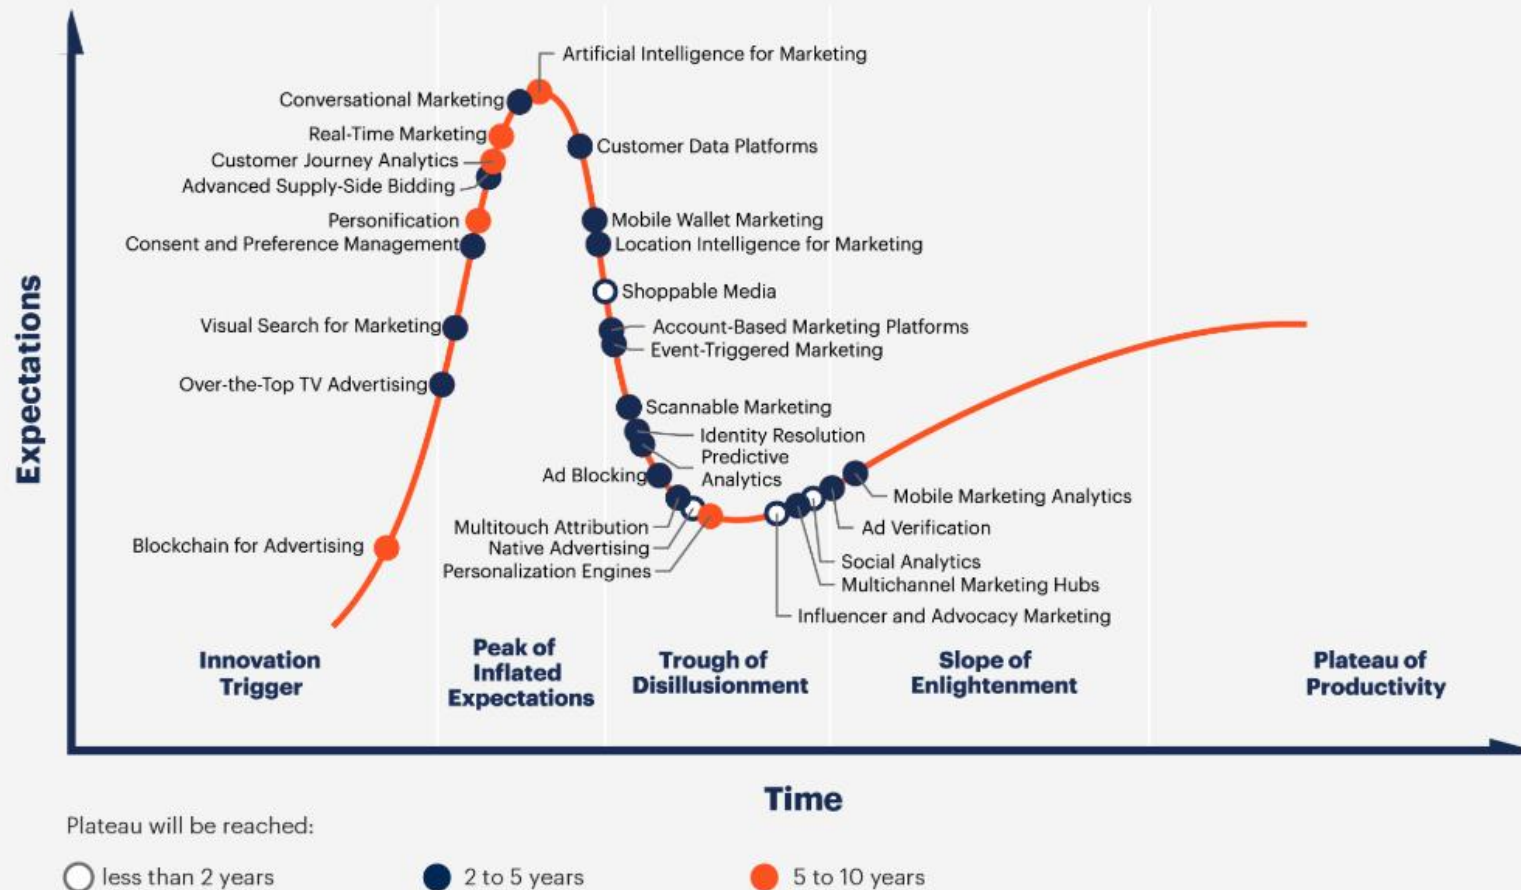 Artificial Intelligence for Marketing
Conversational Marketing
Real-Time Marketing
Customer Journey Analytics
Advanced Supply-Side Bidding
Personification
Consent and Preference Management
Visual Search for Marketing
Over-the-Top TV Advertising
Blockchain for Advertising
Customer Data Platforms
Mobile Wallet Marketing
Location Intelligence for Marketing
Shoppable Media
Account-Based Marketing Platforms
Event-Triggered Marketing
Scannable Marketing
Identity Resolution
Predictive
Analytics
Ad Blocking
Multitouch Attribution
Native Advertising
Personalization Engines
Mobile Marketing Analytics
Ad Verification
Social Analytics
Multichannel Marketing Hubs
Influencer and Advocacy Marketing
Expectations
Innovation
Trigger
Peak of
Inflated
Expectations
Trough of
Disillusionment
Slope of
Enlightenment
Plateau of
Productivity
Time
Plateau will be reached:
less than 2 years
2 to 5 years
5 to 10 years